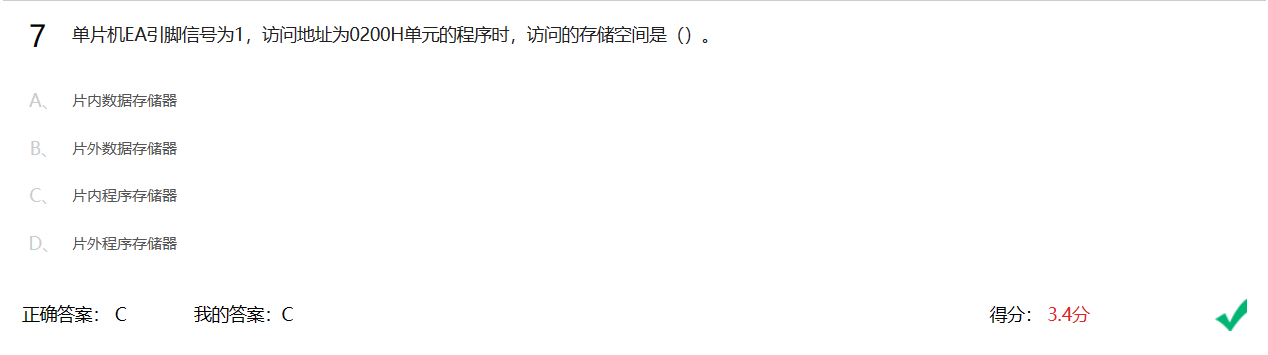 7 单片机EA引脚信号为1，访问地址为0200H单元的程序时，访问的存储空间是（）。
A、 片内数据存储器
B、 片外数据存储器
C、 片内程序存储器
D、 片外程序存储器
正确答案： C 我的答案：C 得分： 3.4分